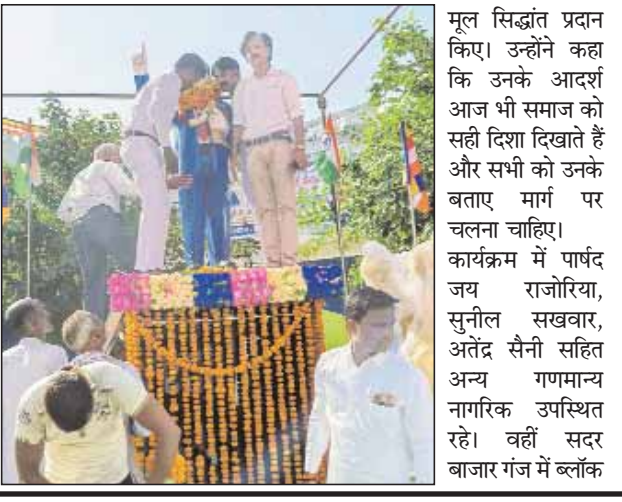 मूल सिद्धांत प्रदान
किए। उन्होंने कहा
कि उनके आदर्श
आज भी समाज को
सही दिशा दिखाते हैं
और सभी को उनके
बताए मार्ग पर
चलना चाहिए।
कार्यक्रम में पार्षद
जय राजोरिया,
सुनील सखवार,
अतेंद्र सैनी सहित
अन्य गणमान्य
नागरिक उपस्थित
रहे। वहीं सदर
बाजार गंज में ब्लॉक